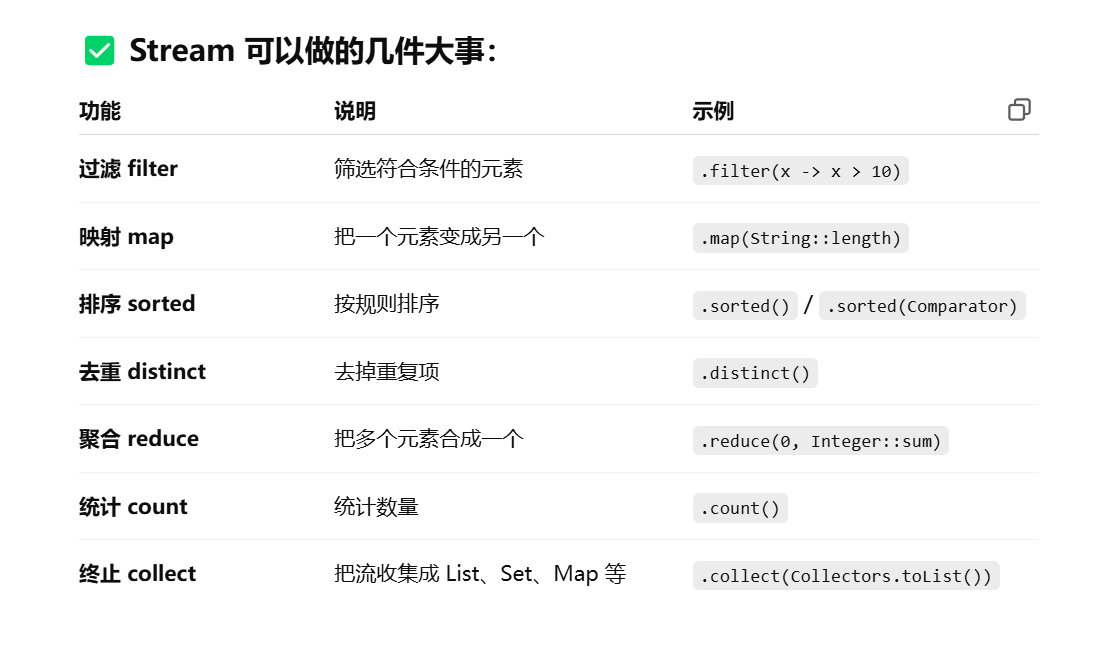 ✅ Stream 可以做的几件大事：
功能 说明 示例
过滤 filter 筛选符合条件的元素 .filter(x -> x > 10)
映射 map 把一个元素变成另一个 .map(String::length)
排序 sorted 按规则排序 .sorted() / .sorted(Comparator)
去重 distinct 去掉重复项 .distinct()
聚合 reduce 把多个元素合成一个 .reduce(0, Integer::sum)
统计 count 统计数量 .count()
终止 collect 把流收集成 List、Set、Map 等 .collect(Collectors.toList())